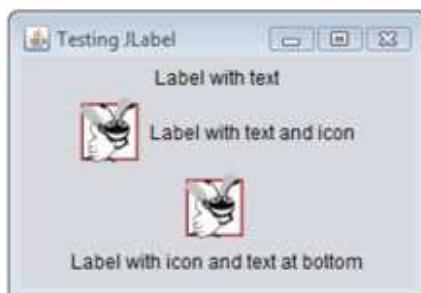 Testing JLabel
Label with text
Label with text and icon
Label with icon and text at bottom